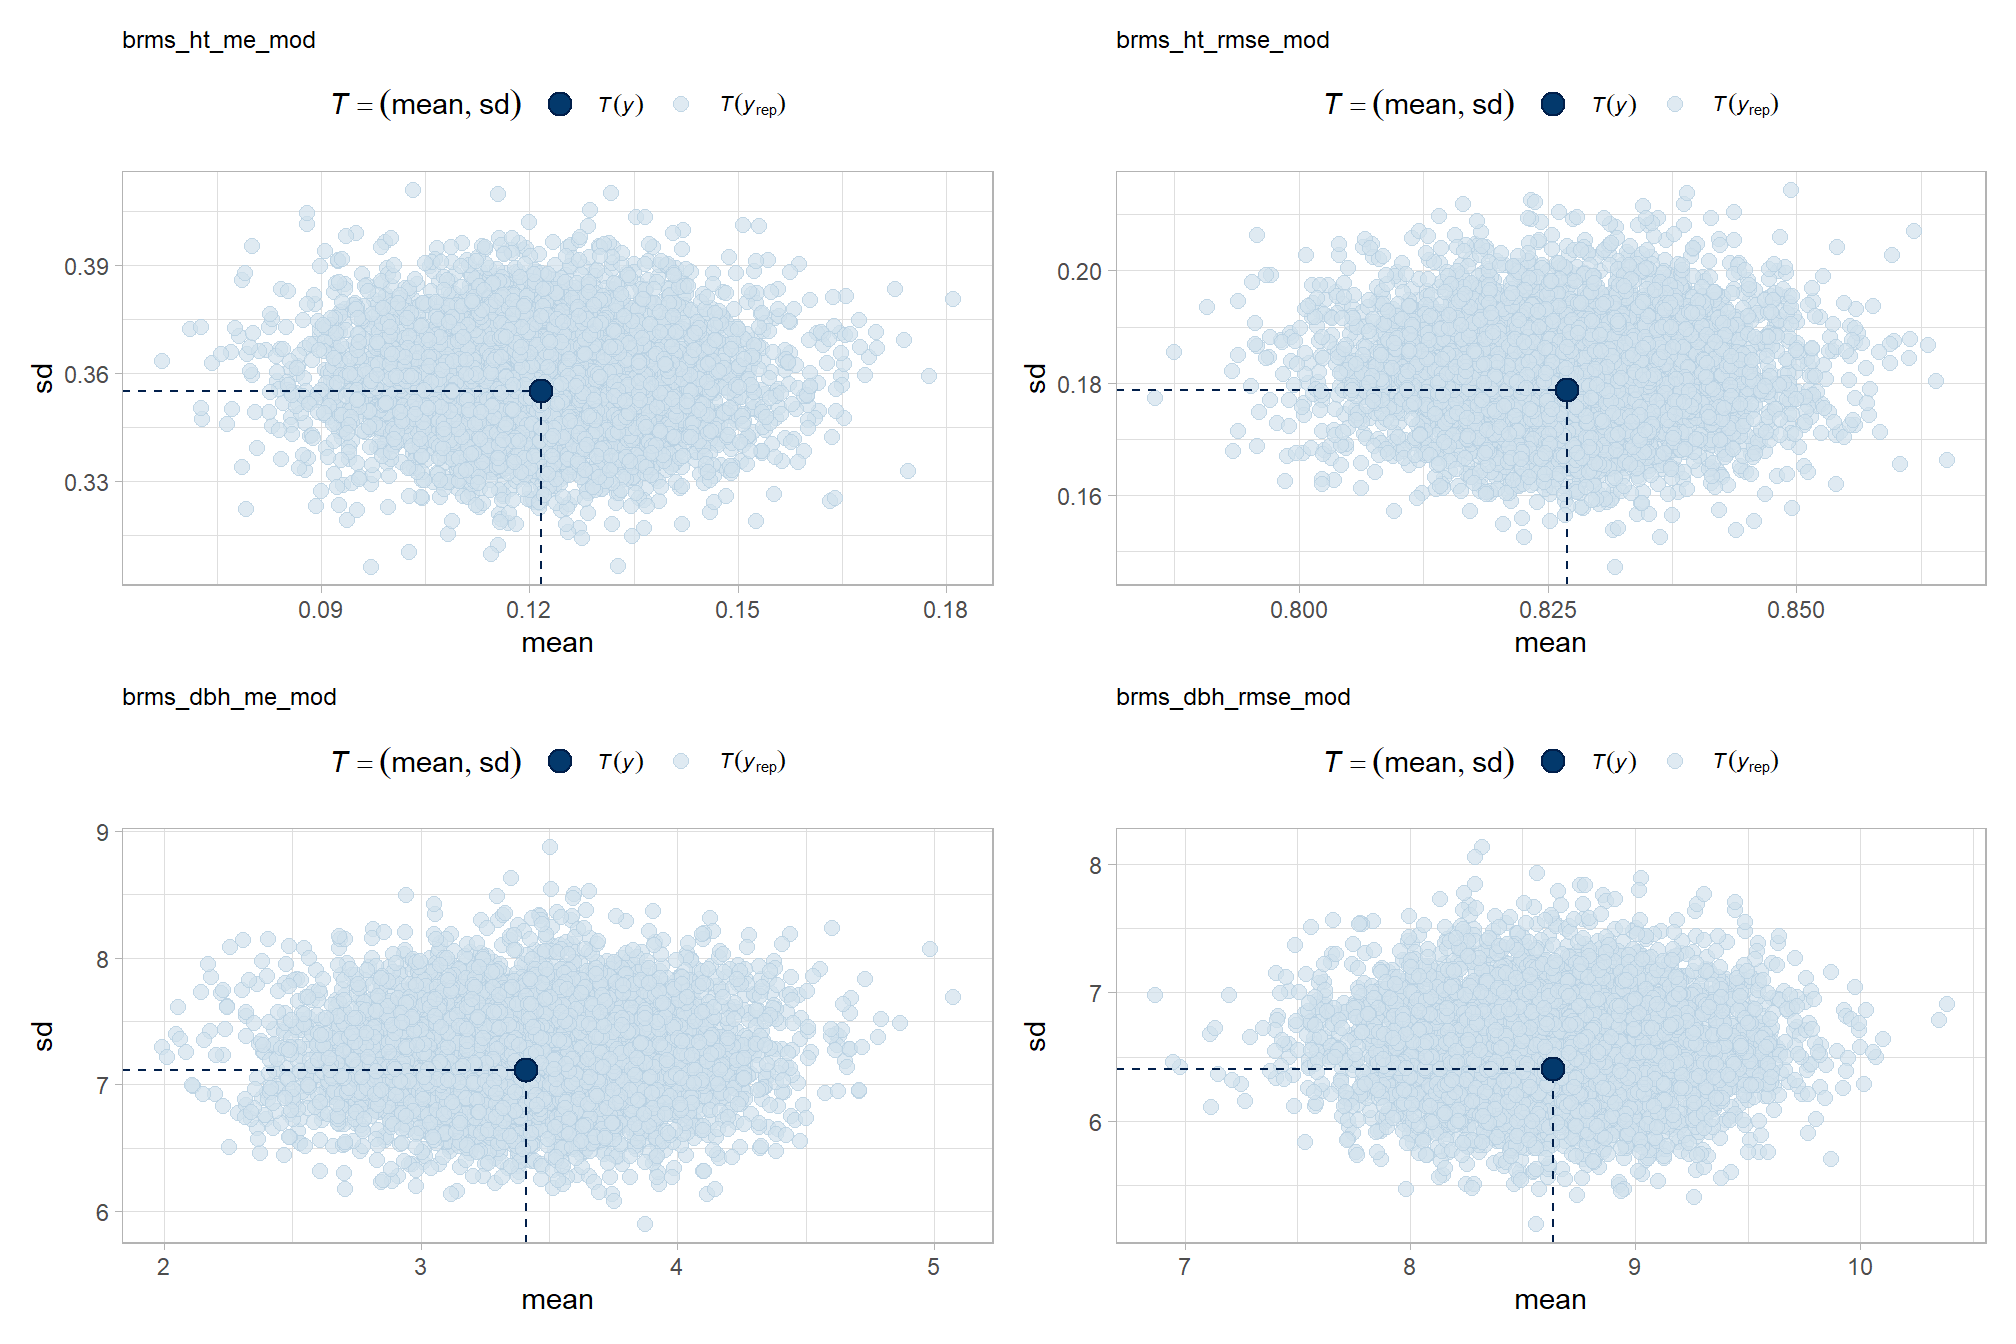 brms_ht_me_mod
T = (mean, sd) T(y) T(yrep)
sd
0.39
0.36
0.33
0.09 0.12 0.15 0.18
mean
brms_ht_rmse_mod
T = (mean, sd) T(y) T(yrep)
sd
0.20
0.18
0.16
0.800 0.825 0.850
mean
brms_dbh_me_mod
T = (mean, sd) T(y) T(yrep)
sd
9
8
7
6
2 3 4 5
mean
brms_dbh_rmse_mod
T = (mean, sd) T(y) T(yrep)
sd
8
7
6
7 8 9 10
mean